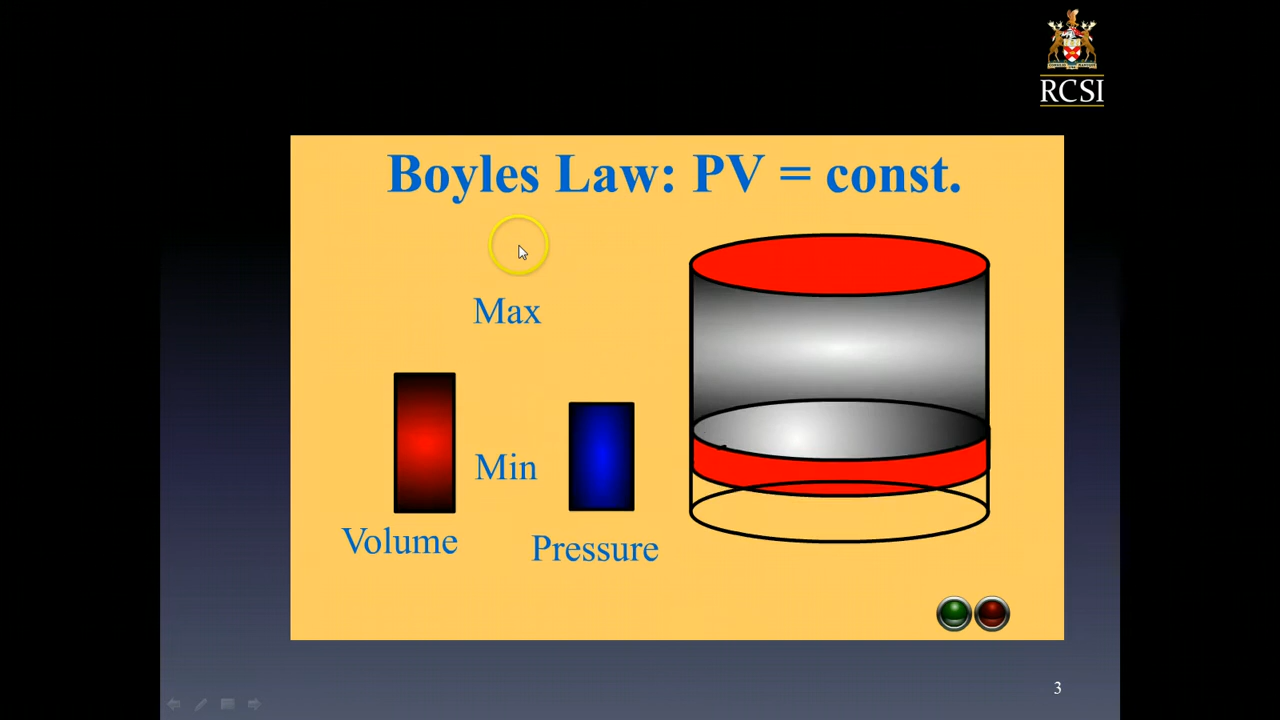 RCSI
Boyles Law: PV = const.
Max
Min
Volume
Pressure
3